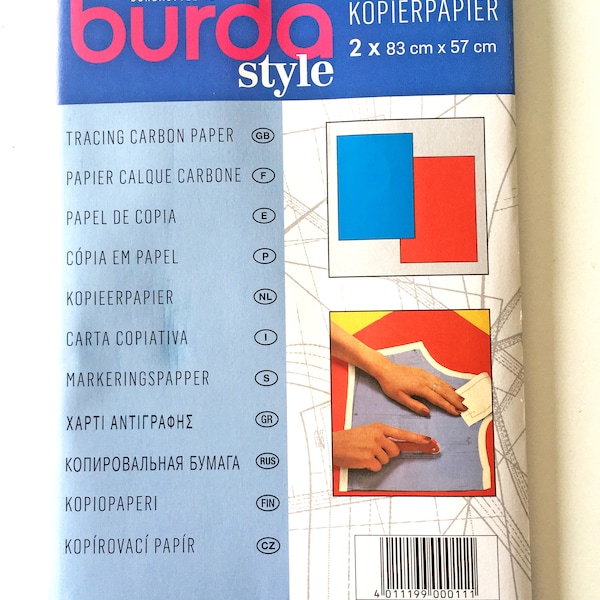 burda
style
KOPIERPAPIER
2 x 83 cm x 57 cm
TRACING CARBON PAPER GB
PAPIER CALQUE CARBONE F
PAPEL DE COPIA E
CÓPIA EM PAPEL P
KOPIEERPAPIER NL
CARTA COPIATIVA I
MARKERINGSPAPPER S
ΧΑΡΤΙ ΑΝΤΙΓΡΑΦΗΣ GR
КОПИРОВАЛЬНАЯ БУМАГА RUS
KOPIOPAPERI FIN
KOPÍROVACÍ PAPÍR CZ
4 011199 000111